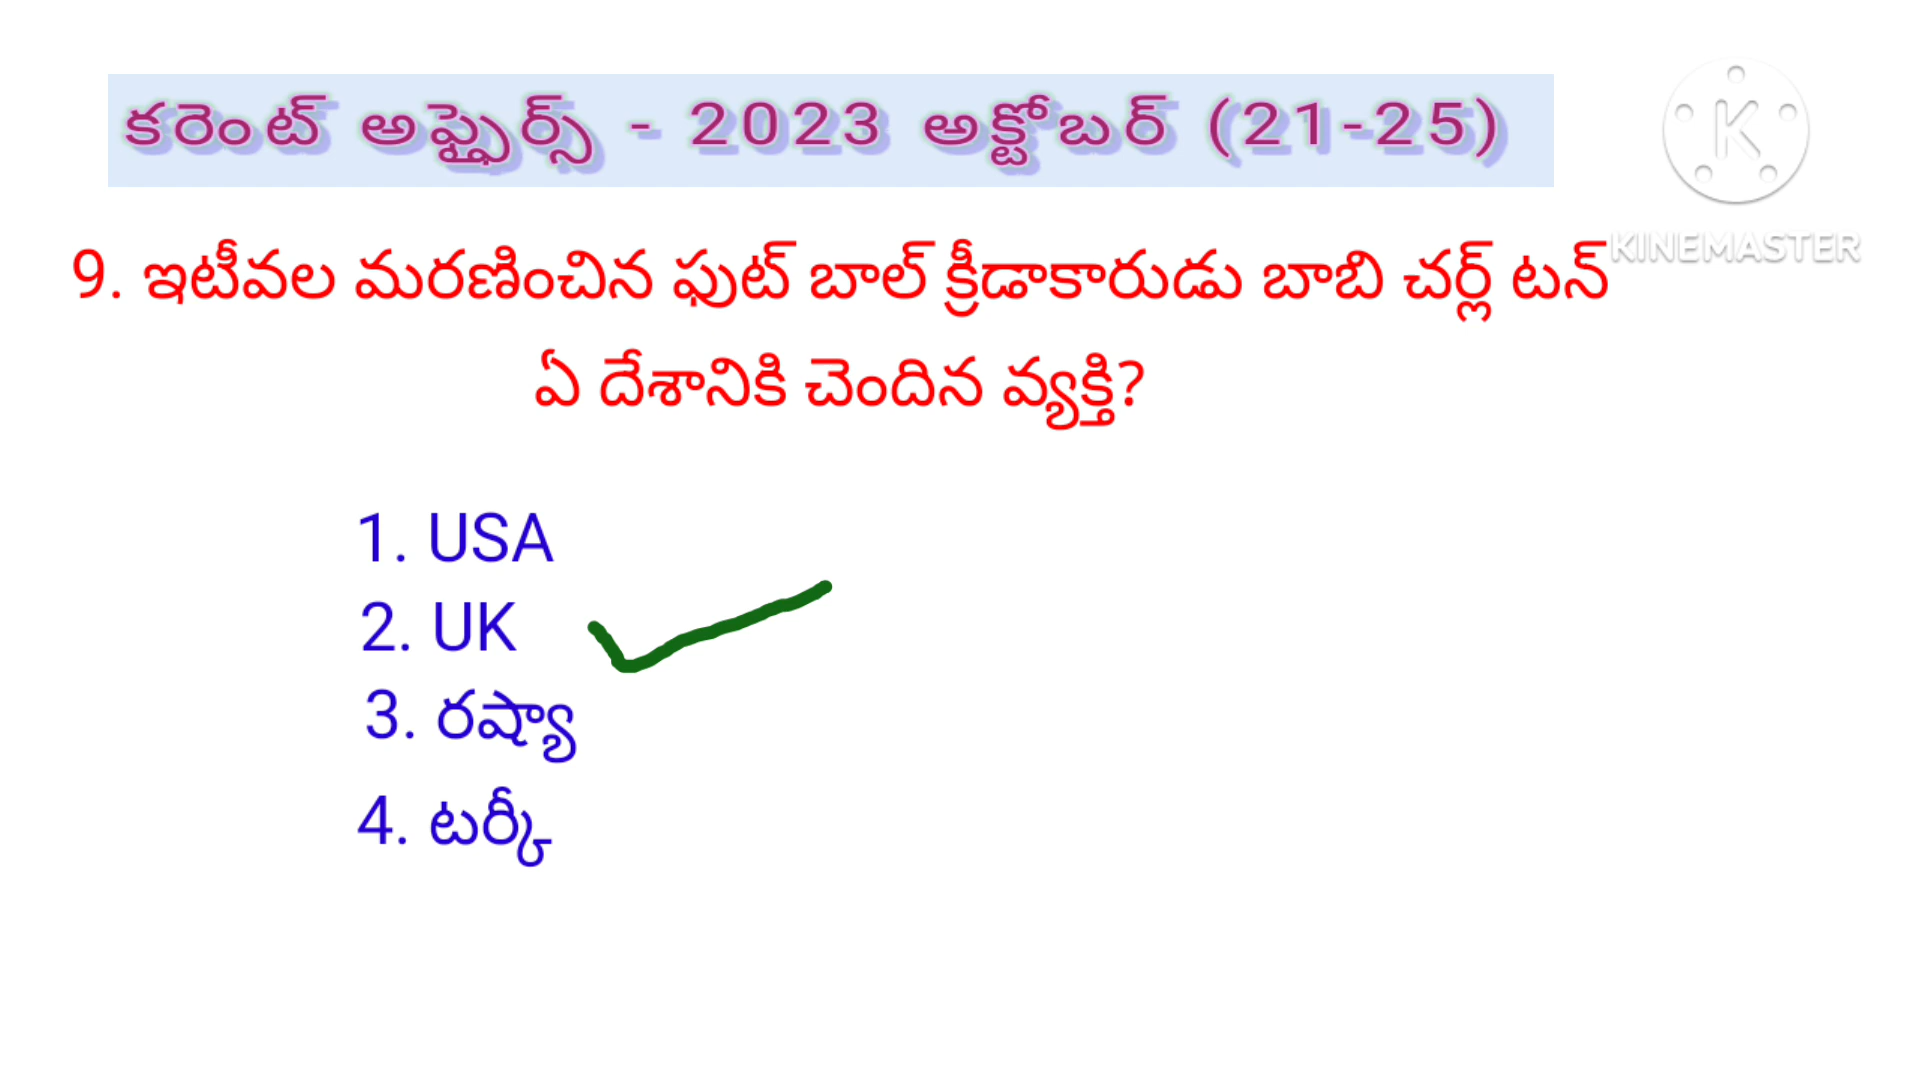 కరెంట్ అఫ్ఫైర్స్ - 2023 అక్టోబర్ (21-25)
KINEMASTER
9. ఇటీవల మరణించిన ఫుట్ బాల్ క్రీడాకారుడు బాబి చర్ల్ టన్
ఏ దేశానికి చెందిన వ్యక్తి?
1. USA
2. UK
3. రష్యా
4. టర్కీ